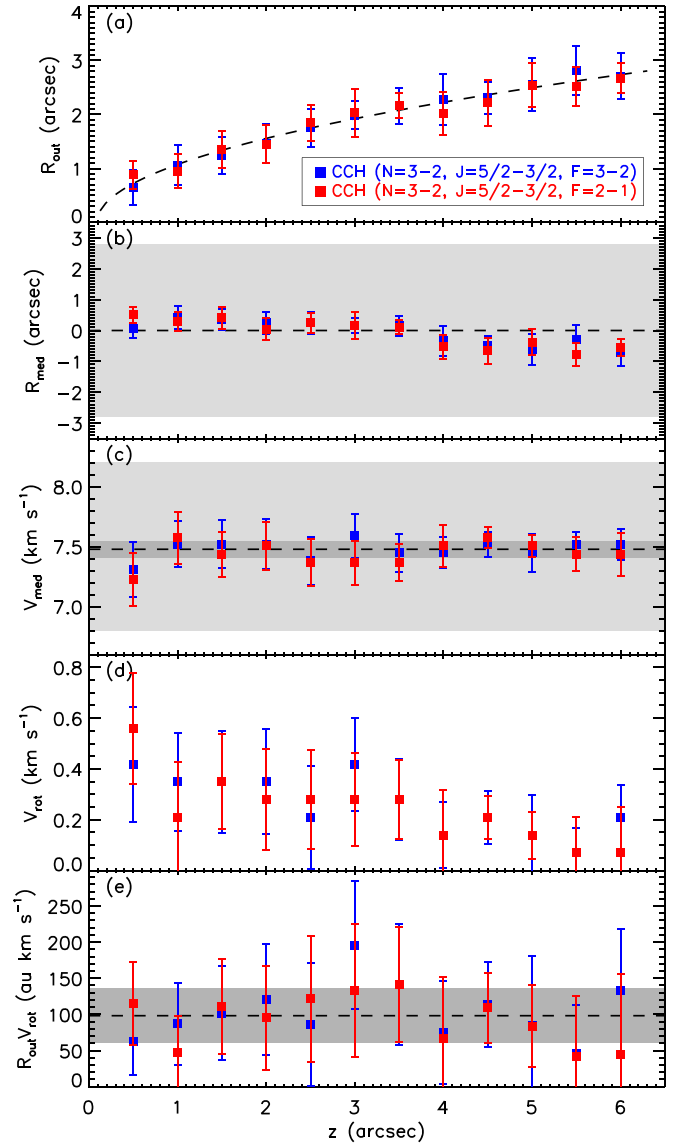 (a)
4
3
2
1
0
R_out (arcsec)
CCH (N=3−2, J=5/2−3/2, F=3−2)
CCH (N=3−2, J=5/2−3/2, F=2−1)
(b)
3
2
1
0
−1
−2
−3
R_med (arcsec)
(c)
8.0
7.5
7.0
V_med (km s⁻¹)
(d)
0.8
0.6
0.4
0.2
0.0
V_rot (km s⁻¹)
(e)
250
200
150
100
50
0
R_out V_rot (au km s⁻¹)
0 1 2 3 4 5 6
z (arcsec)